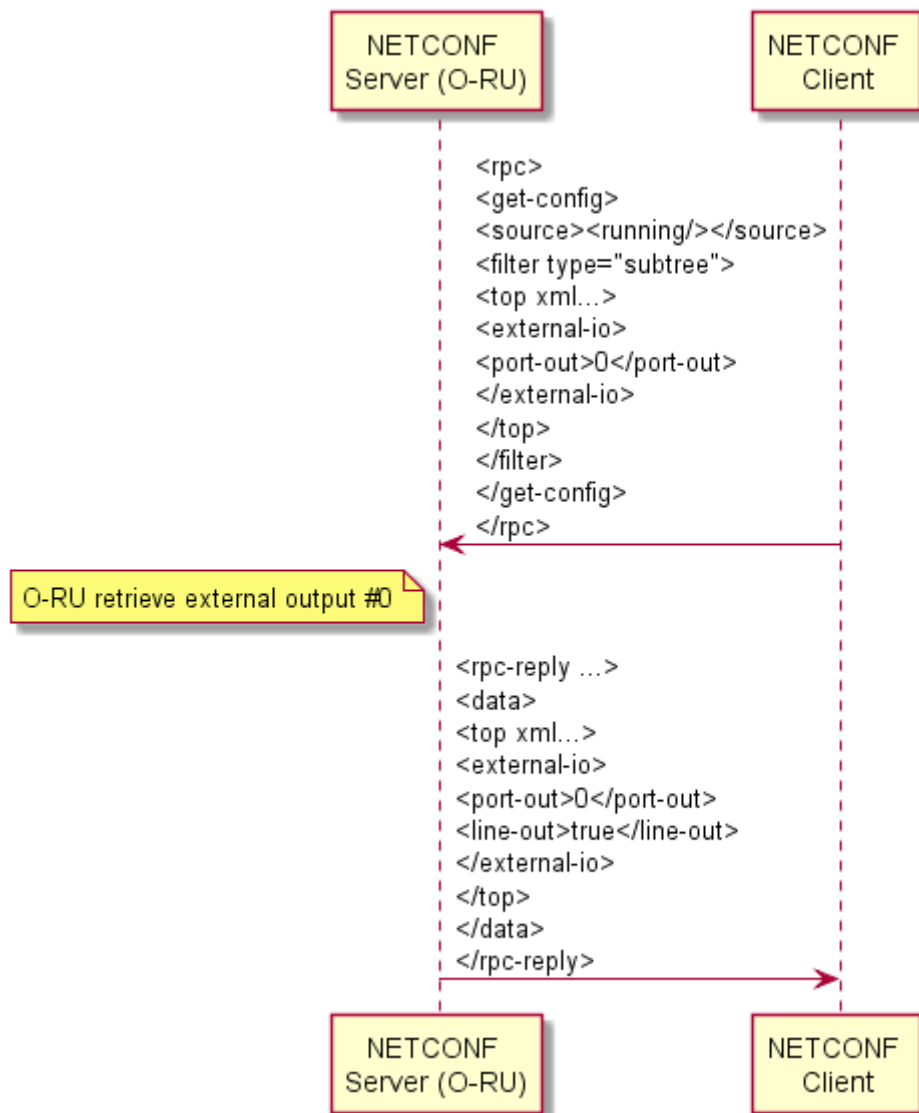 NETCONF
Server (O-RU)
NETCONF
Client
<rpc>
<get-config>
<source><running/></source>
<filter type="subtree">
<top xml...>
<external-io>
<port-out>0</port-out>
</external-io>
</top>
</filter>
</get-config>
</rpc>
O-RU retrieve external output #0
<rpc-reply ...>
<data>
<top xml...>
<external-io>
<port-out>0</port-out>
<line-out>true</line-out>
</external-io>
</top>
</data>
</rpc-reply>
NETCONF
Server (O-RU)
NETCONF
Client